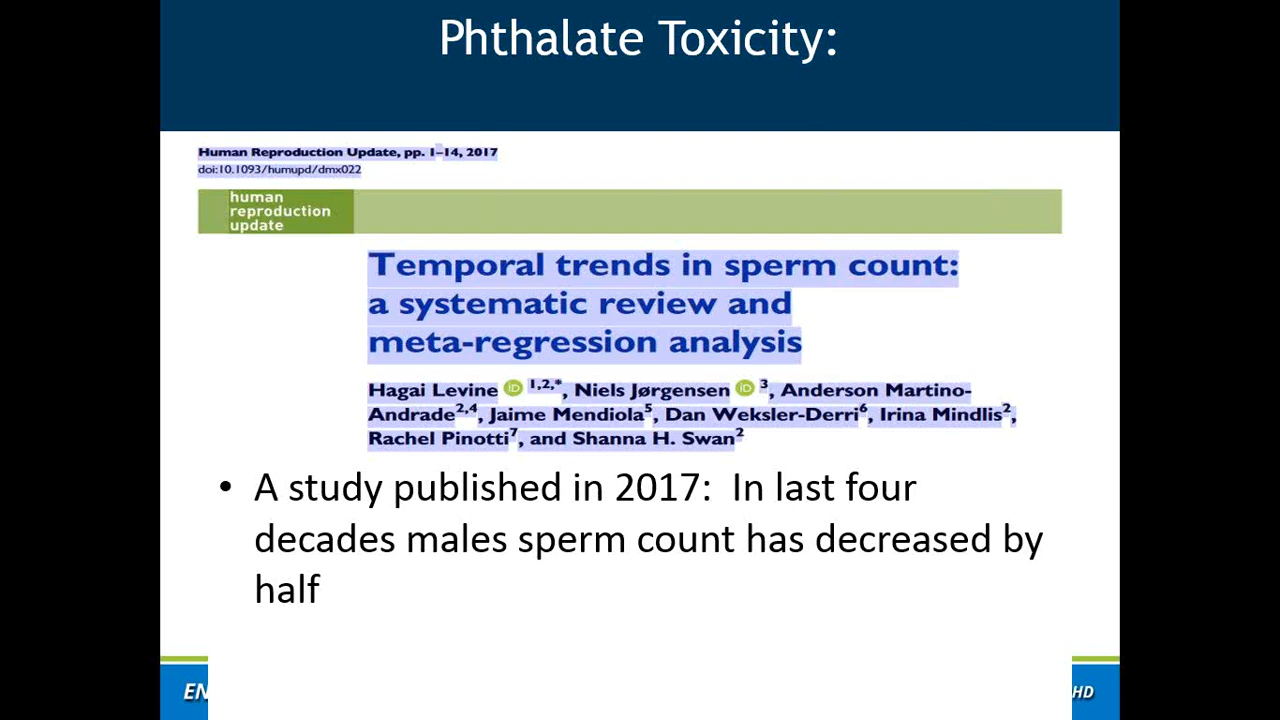 Phthalate Toxicity:
Human Reproduction Update, pp. 1–14, 2017
doi:10.1093/humupd/dmx022
human
reproduction
update
Temporal trends in sperm count:
a systematic review and
meta-regression analysis
Hagai Levine iD 1,2,*, Niels Jørgensen iD 3, Anderson Martino-
Andrade2,4, Jaime Mendiola5, Dan Weksler-Derri6, Irina Mindlis2,
Rachel Pinotti7, and Shanna H. Swan2
• A study published in 2017: In last four
decades males sperm count has decreased by
half
EN
HD